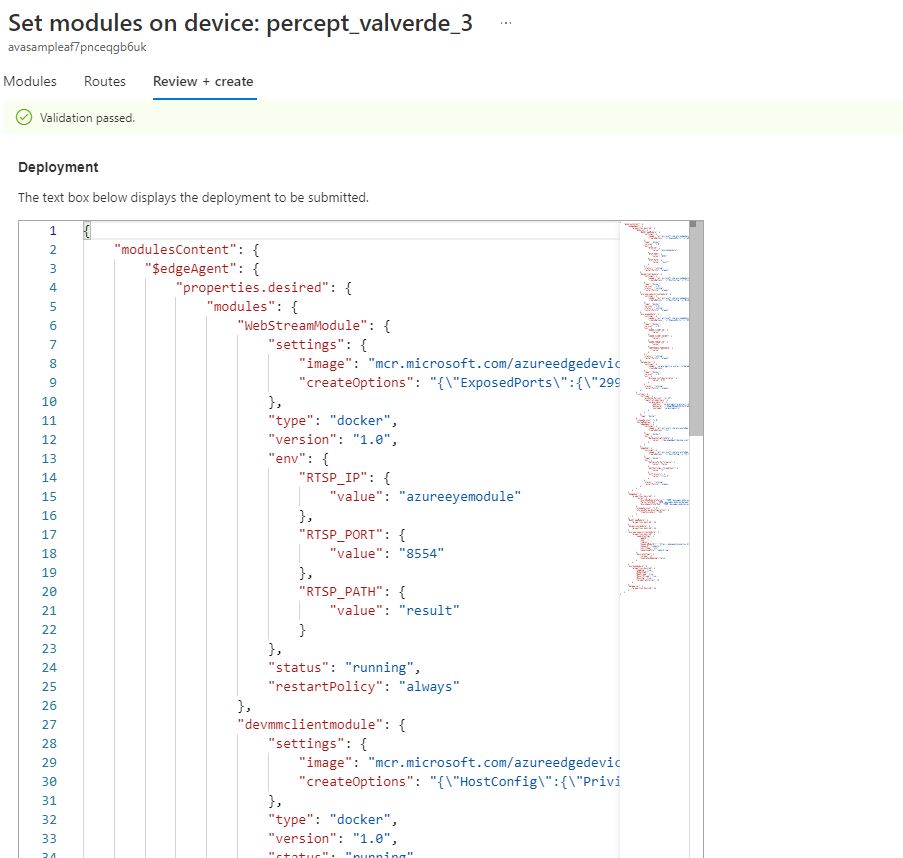 Set modules on device: percept_valverde_3 ...
avasampleaf7pnceqgb6uk
Modules Routes Review + create
Validation passed.
Deployment
The text box below displays the deployment to be submitted.
1 {
2 "modulesContent": {
3 "$edgeAgent": {
4 "properties.desired": {
5 "modules": {
6 "WebStreamModule": {
7 "settings": {
8 "image": "mcr.microsoft.com/azureedgedevic
9 "createOptions": "{\"ExposedPorts\":{\"299
10 },
11 "type": "docker",
12 "version": "1.0",
13 "env": {
14 "RTSP_IP": {
15 "value": "azureeyemodule"
16 },
17 "RTSP_PORT": {
18 "value": "8554"
19 },
20 "RTSP_PATH": {
21 "value": "result"
22 }
23 },
24 "status": "running",
25 "restartPolicy": "always"
26 },
27 "devmmclientmodule": {
28 "settings": {
29 "image": "mcr.microsoft.com/azureedgedevic
30 "createOptions": "{\"HostConfig\":{\"Privi
31 },
32 "type": "docker",
33 "version": "1.0",
34 "status": "running"